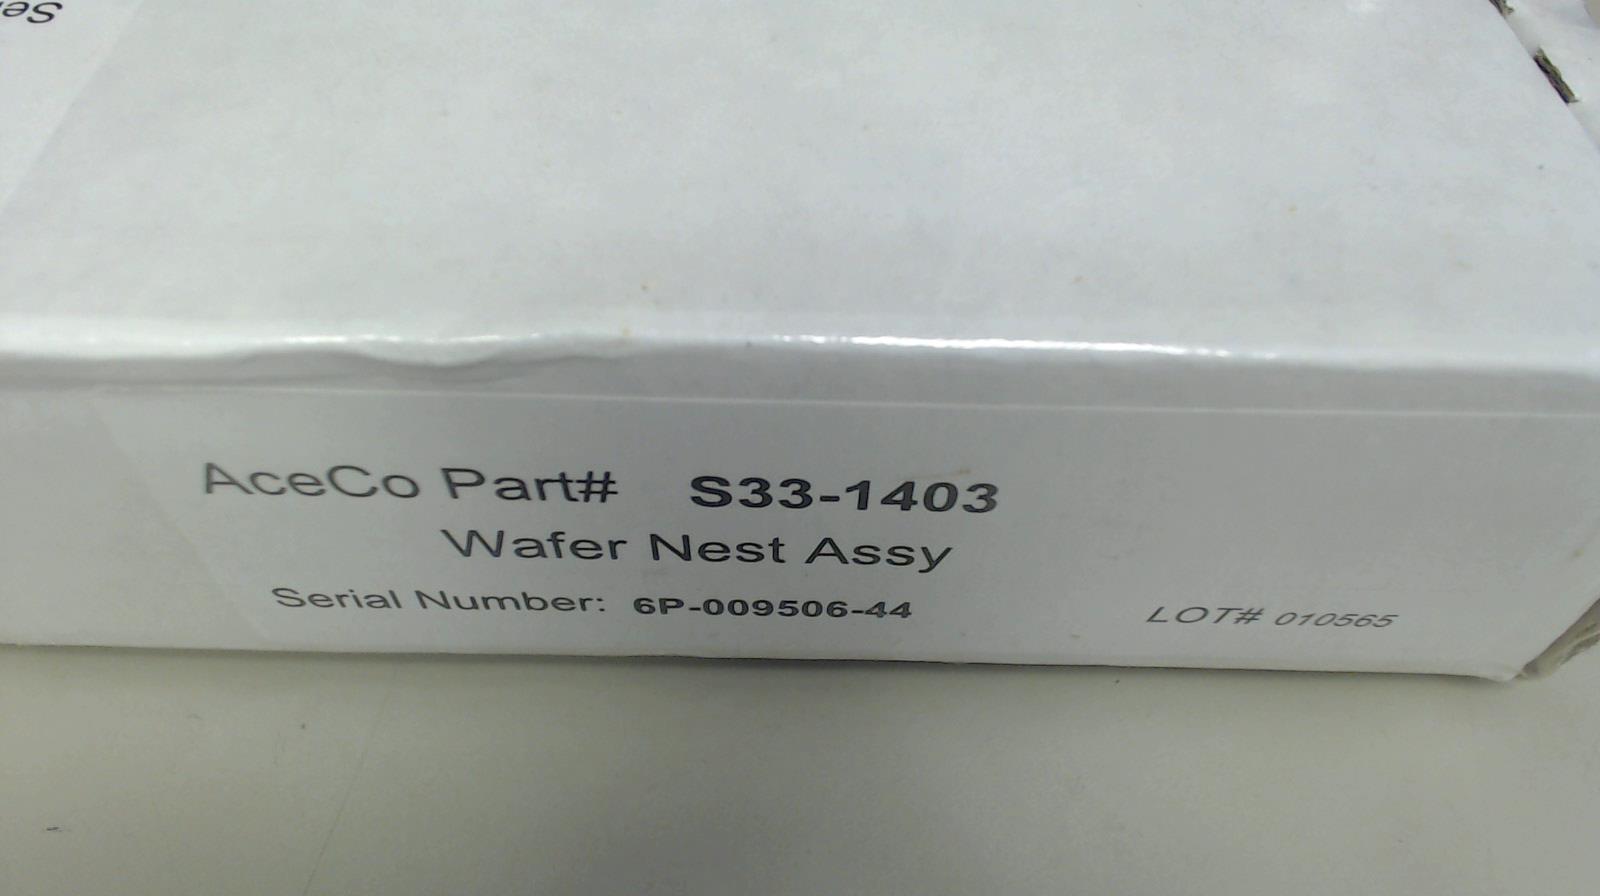 AceCo Part# S33-1403
Wafer Nest Assy
Serial Number: 6P-009506-44
LOT# 010565